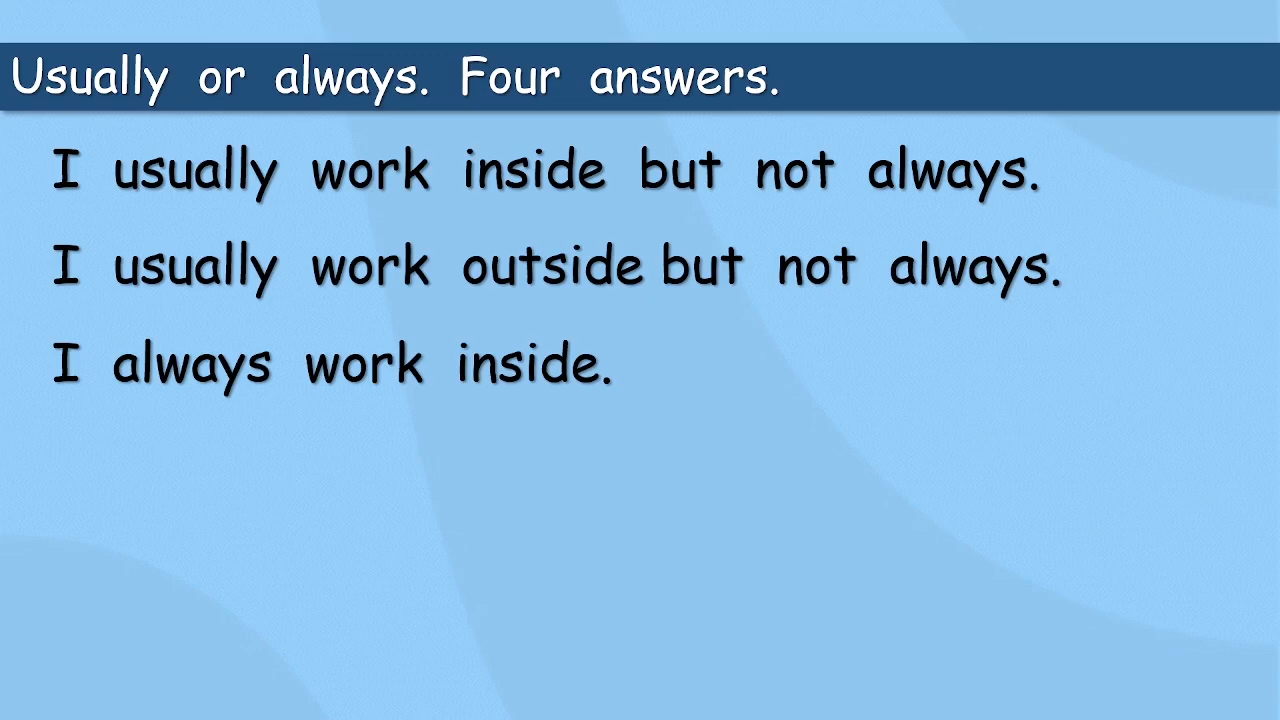 Usually or always. Four answers.
I usually work inside but not always.
I usually work outside but not always.
I always work inside.